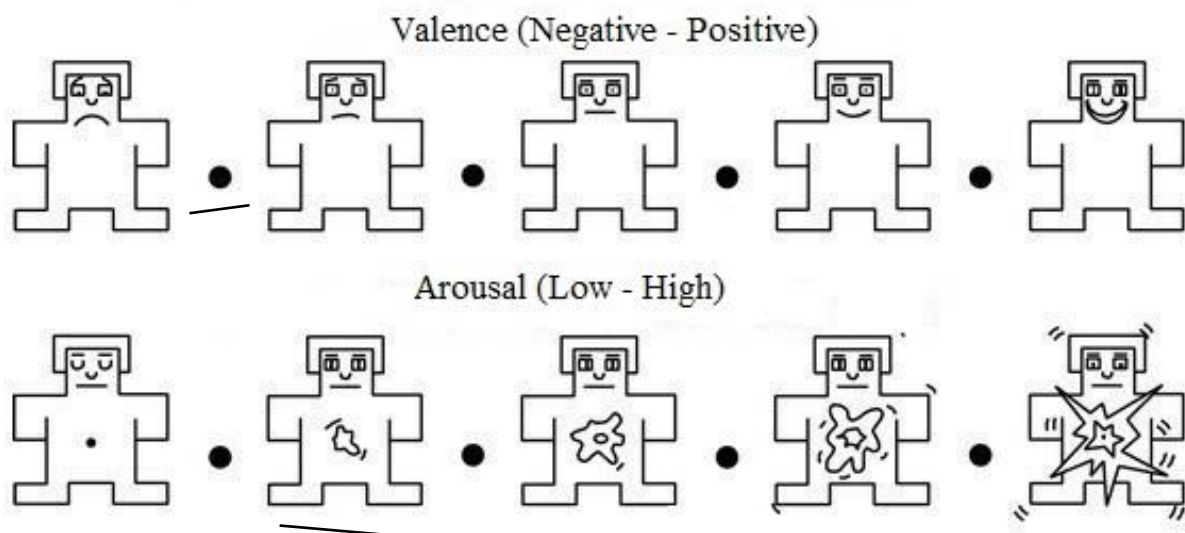 Valence (Negative - Positive)
Arousal (Low - High)